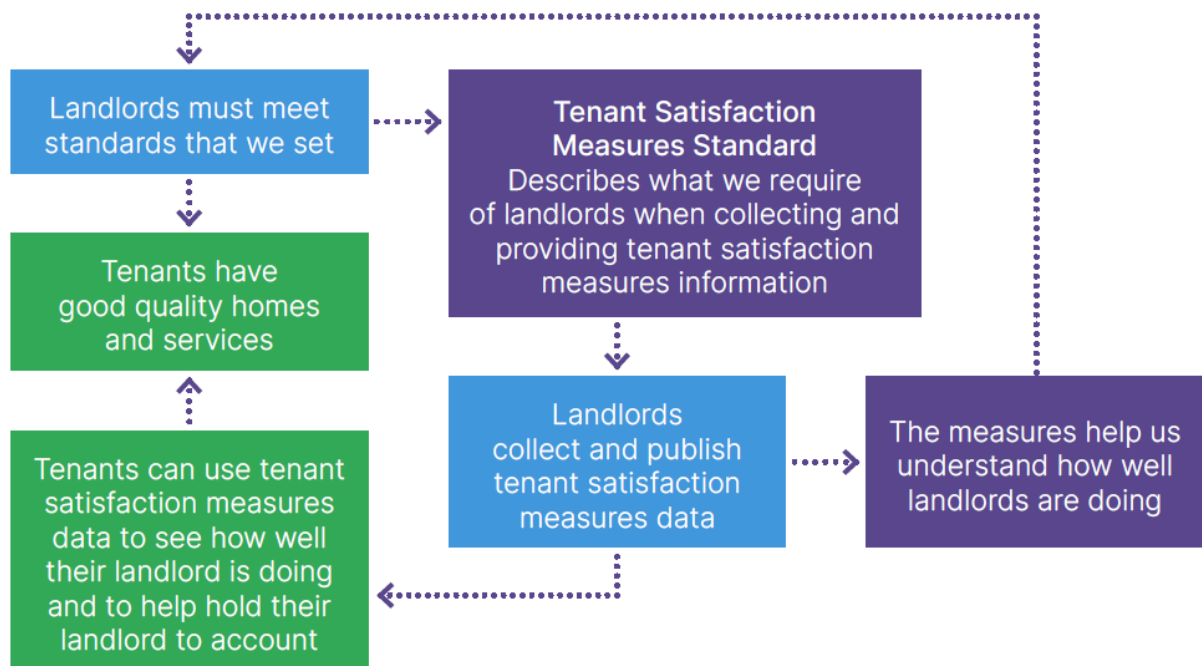 Landlords must meet
standards that we set
Tenant Satisfaction
Measures Standard
Describes what we require
of landlords when collecting and
providing tenant satisfaction
measures information
Tenants have
good quality homes
and services
Landlords
collect and publish
tenant satisfaction
measures data
The measures help us
understand how well
landlords are doing
Tenants can use tenant
satisfaction measures
data to see how well
their landlord is doing
and to help hold their
landlord to account